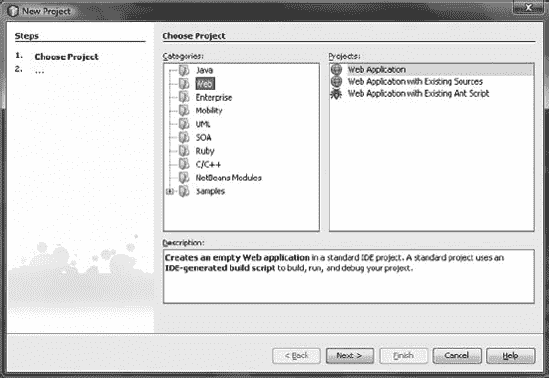 New Project
Steps
1. Choose Project
2. ...
Choose Project
Categories:
Java
Web
Enterprise
Mobility
UML
SOA
Ruby
C/C++
NetBeans Modules
Samples
Projects:
Web Application
Web Application with Existing Sources
Web Application with Existing Ant Script
Description:
Creates an empty Web application in a standard IDE project. A standard project uses an
IDE-generated build script to build, run, and debug your project.
< Back
Next >
Finish
Cancel
Help